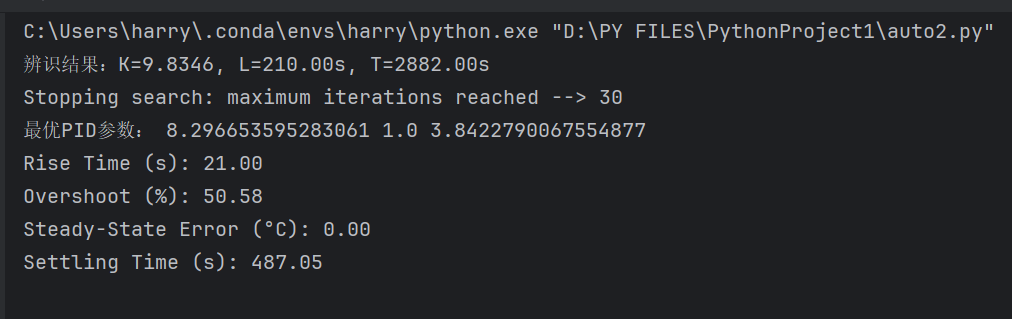 C:\Users\harry\.conda\envs\harry\python.exe "D:\PY FILES\PythonProject1\auto2.py"
辨识结果：K=9.8346, L=210.00s, T=2882.00s
Stopping search: maximum iterations reached --> 30
最优PID参数： 8.296653595283061 1.0 3.8422790067554877
Rise Time (s): 21.00
Overshoot (%): 50.58
Steady-State Error (°C): 0.00
Settling Time (s): 487.05